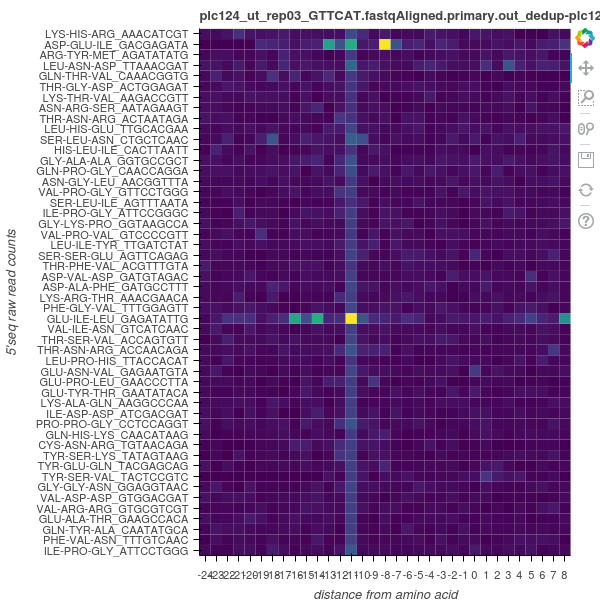 plc124_ut_rep03_GTTCAT.fastqAligned.primary.out_dedup-plc12
LYS-HIS-ARG_AAACATCGT
ASP-GLU-ILE_GACGAGATA
ARG-TYR-MET_AGATATATG
LEU-ASN-ASP_TTAAACGAT
GLN-THR-VAL_CAAACGGTG
THR-GLY-ASP_ACTGGAGAT
LYS-THR-VAL_AAGACCGTT
ASN-ARG-SER_AATAGAAGT
THR-ASN-ARG_ACTAATAGA
LEU-HIS-GLU_TTGCACGAA
SER-LEU-ASN_CTGCTCAAC
HIS-LEU-ILE_CACTTAATT
GLY-ALA-ALA_GGTGCCGCT
GLN-PRO-GLY_CAACCAGGA
ASN-GLY-LEU_AACGGTTTA
VAL-PRO-GLY_GTTCCTGGG
SER-LEU-ILE_AGTTTAATA
ILE-PRO-GLY_ATTCCGGGC
GLY-LYS-PRO_GGTAAGCCA
VAL-PRO-VAL_GTCCCCGTT
LEU-ILE-TYR_TTGATCTAT
SER-SER-GLU_AGTTCAGAG
THR-PHE-VAL_ACGTTTGTA
ASP-VAL-ASP_GATGTAGAC
ASP-ALA-PHE_GATGCCTTT
LYS-ARG-THR_AAACGAACA
PHE-GLY-VAL_TTTGGAGTT
GLU-ILE-LEU_GAGATATTG
VAL-ILE-ASN_GTCATCAAC
THR-SER-VAL_ACCAGTGTT
THR-ASN-ARG_ACCAACAGA
LEU-PRO-HIS_TTACCACAT
GLU-ASN-VAL_GAGAATGTA
GLU-PRO-LEU_GAACCCTTA
GLU-TYR-THR_GAATATACA
LYS-ALA-GLN_AAGGCCCAA
ILE-ASP-ASP_ATCGACGAT
PRO-PRO-GLY_CCTCCAGGT
GLN-HIS-LYS_CAACATAAG
CYS-ASN-ARG_TGTAACAGA
TYR-SER-LYS_TATAGTAAG
TYR-GLU-GLN_TACGAGCAG
TYR-SER-VAL_TACTCCGTC
GLY-GLY-ASN_GGAGGTAAC
VAL-ASP-ASP_GTGGACGAT
VAL-ARG-ARG_GTGCGTCGT
GLU-ALA-THR_GAAGCCACA
GLN-TYR-ALA_CAATATGCA
PHE-VAL-ASN_TTTGTCAAC
ILE-PRO-GLY_ATTCCTGGG
5'seq raw read counts
-24-23-22-21-20-19-18-17-16-15-14-13-12-11-10-9 -8 -7 -6 -5 -4 -3 -2 -1 0 1 2 3 4 5 6 7 8
distance from amino acid